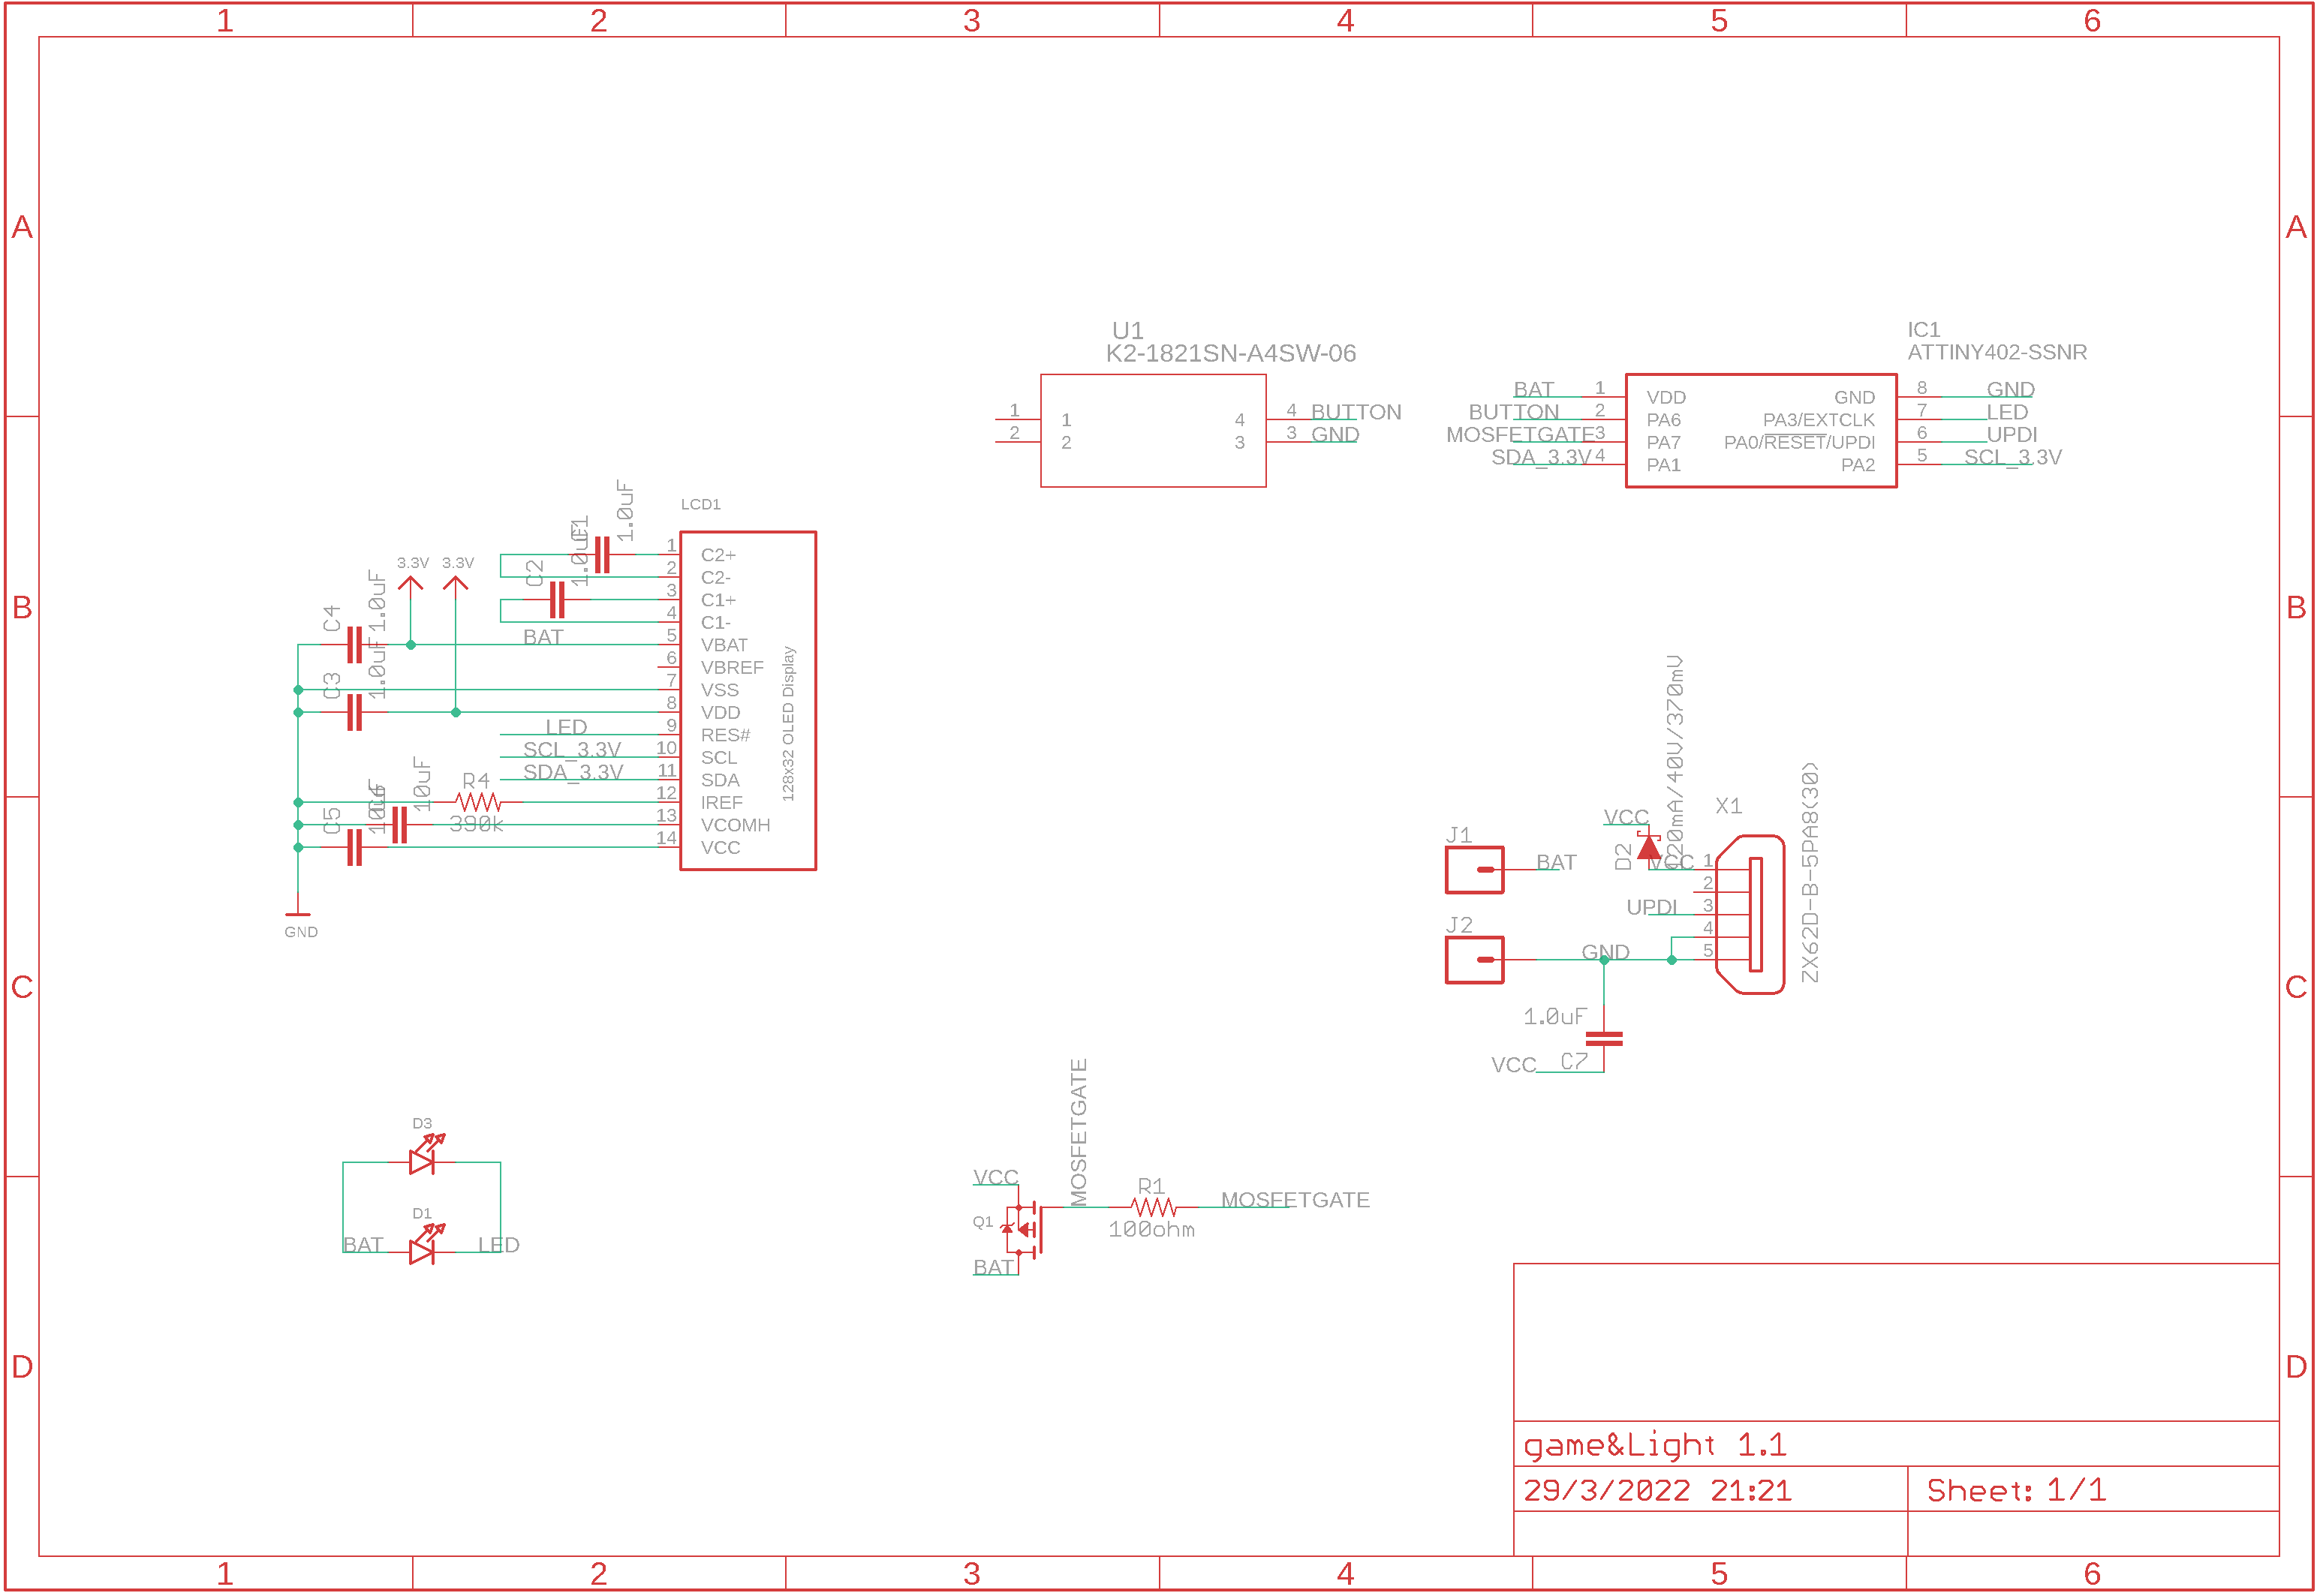 1 2 3 4 5 6
A A
U1
K2-1821SN-A4SW-06
1 1 4 4 BUTTON
2 2 3 3 GND
IC1
ATTINY402-SSNR
BAT 1 VDD GND 8 GND
BUTTON 2 PA6 PA3/EXTCLK 7 LED
MOSFETGATE 3 PA7 PA0/RESET/UPDI 6 UPDI
SDA_3.3V 4 PA1 PA2 5 SCL_3.3V
B B
LCD1
128x32 OLED Display
1.0uF
1 C2+
2 C2-
C2 1.0uF
3 C1+
4 C1-
3.3V 3.3V
C4 1.0uF
BAT 5 VBAT
6 VBREF
7 VSS
C3 1.0uF
8 VDD
LED 9 RES#
SCL_3.3V 10 SCL
SDA_3.3V 11 SDA
R4
390k
12 IREF
10uF
13 VCOMH
C5
14 VCC
GND
J1
BAT
J2
GND
VCC
D2
120mA/40V/370mV
X1
ZX62D-B-5PA8(30)
VCC 1
2
UPDI 3
4
5
1.0uF
VCC C7
C C
D3
D1
BAT LED
MOSFETGATE
VCC
Q1
BAT
R1
100ohm
MOSFETGATE
D D
game&Light 1.1
29/3/2022 21:21
Sheet: 1/1
1 2 3 4 5 6